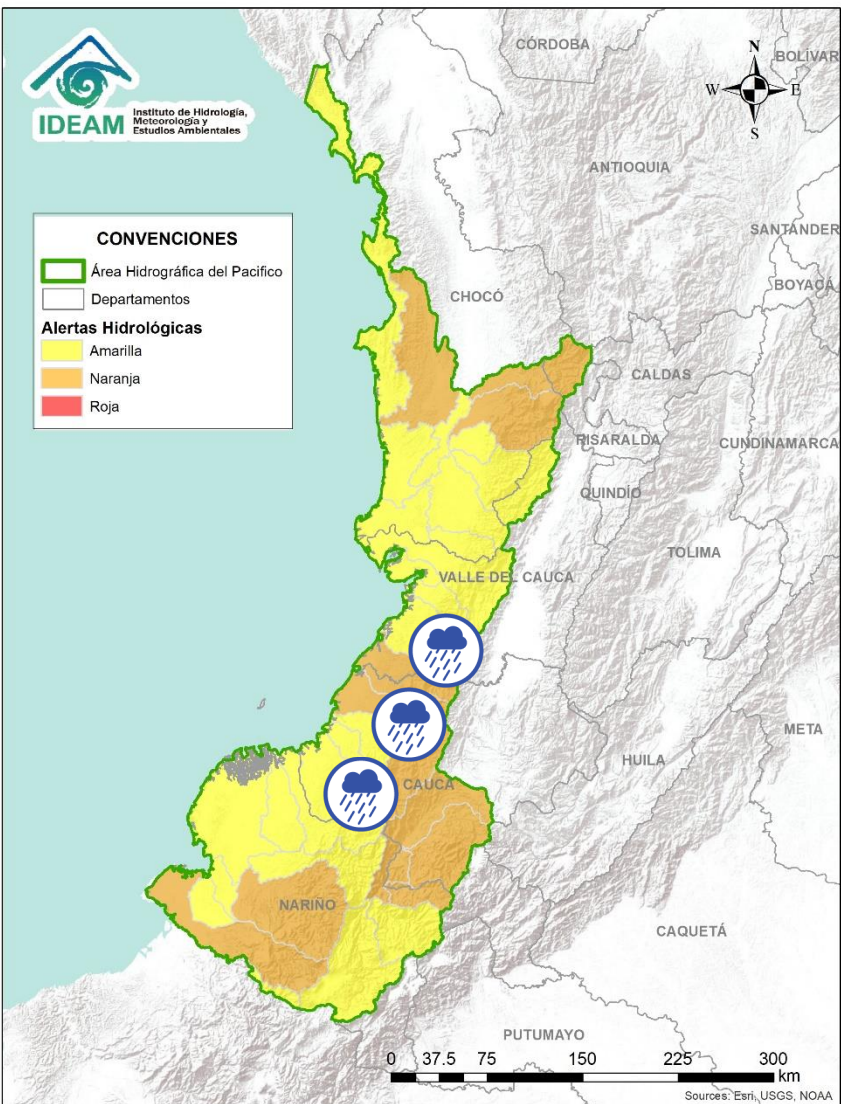 IDEAM
Instituto de Hidrología,
Meteorología y
Estudios Ambientales
CÓRDOBA
N
BOLÍVAR
W
E
S
ANTIOQUIA
SANTANDER
CONVENCIONES
Área Hidrográfica del Pacifico
Departamentos
Alertas Hidrológicas
Amarilla
Naranja
Roja
BOYACÁ
CHOCÓ
CALDAS
RISARALDA
CUNDINAMARCA
QUINDÍO
TOLIMA
VALLE DEL CAUCA
META
HUILA
CAUCA
NARIÑO
CAQUETÁ
PUTUMAYO
0 37.5 75 150 225 300
km
Sources: Esri, USGS, NOAA